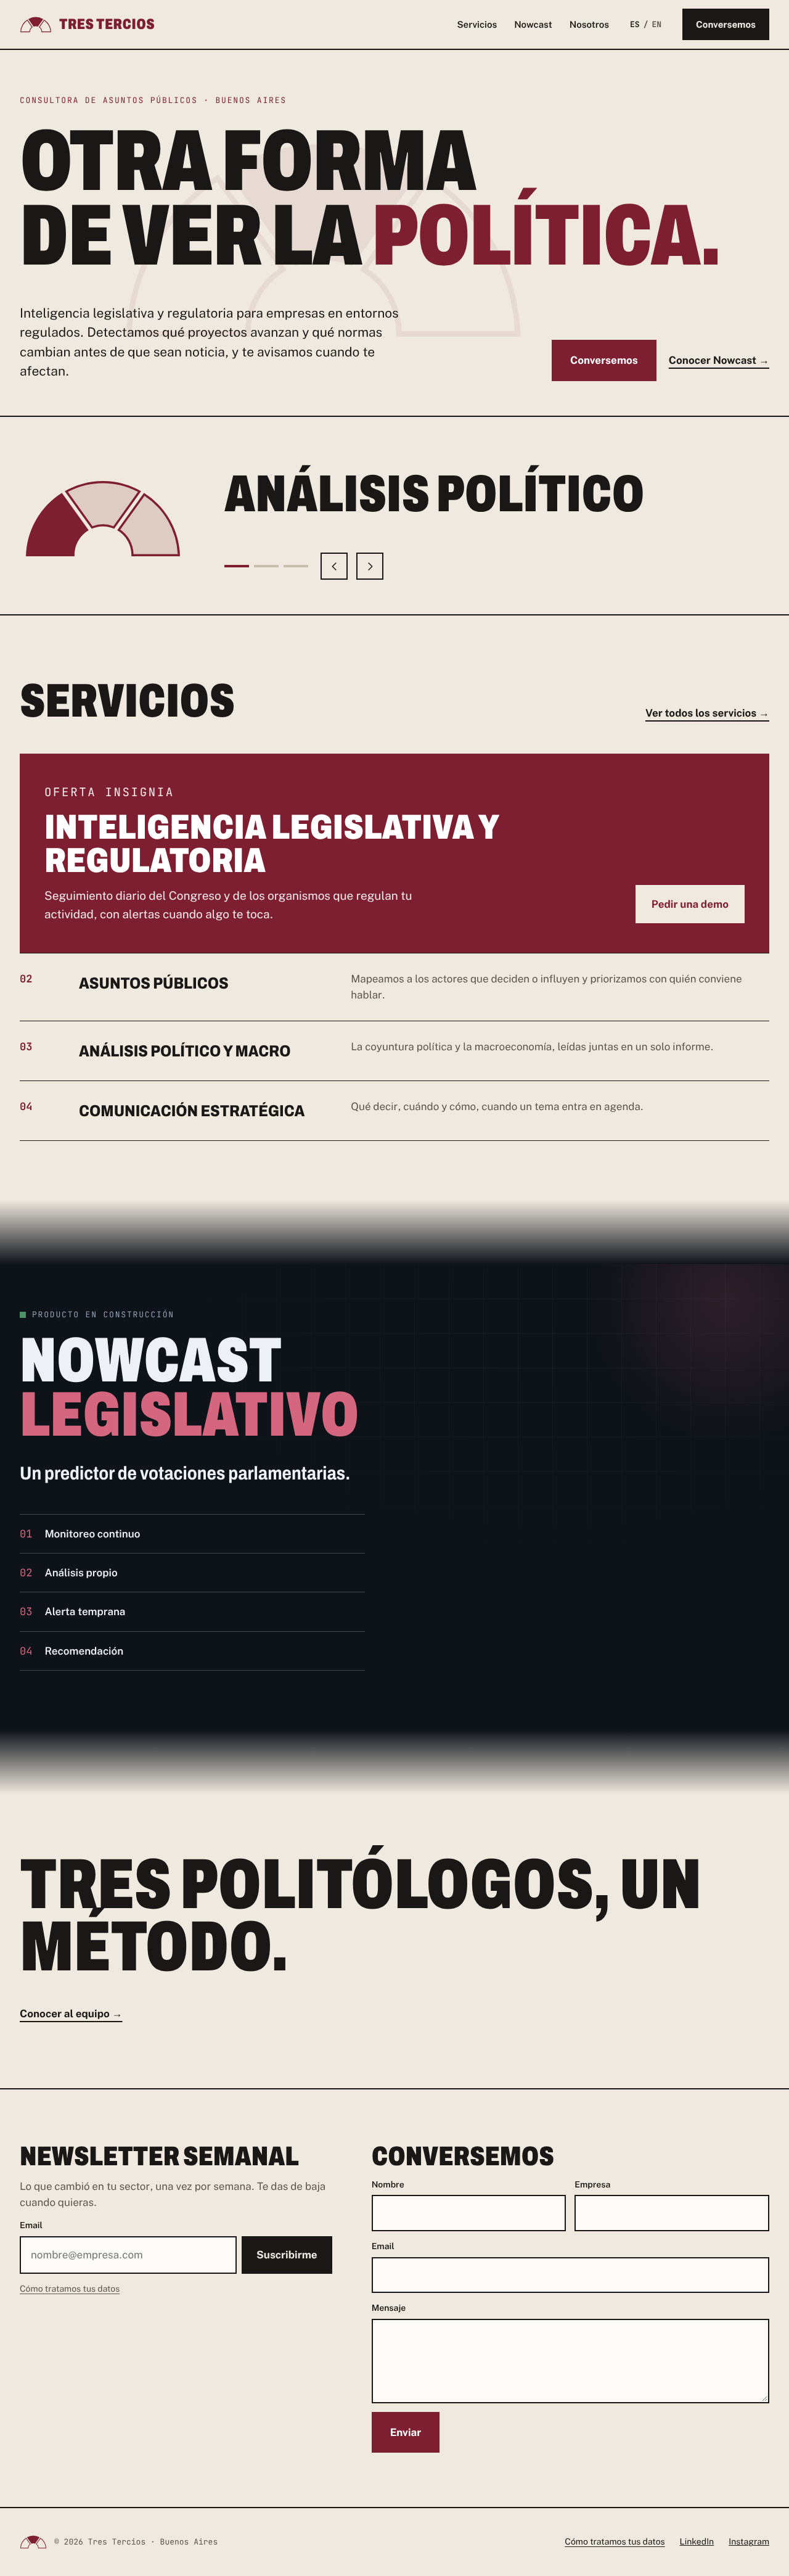 TRES TERCIOS
Servicios Nowcast Nosotros ES / EN Conversemos
CONSULTORA DE ASUNTOS PÚBLICOS · BUENOS AIRES
OTRA FORMA
DE VER LA POLÍTICA.
Inteligencia legislativa y regulatoria para empresas en entornos
regulados. Detectamos qué proyectos avanzan y qué normas
cambian antes de que sean noticia, y te avisamos cuando te
afectan.
Conversemos Conocer Nowcast →
ANÁLISIS POLÍTICO
SERVICIOS
Ver todos los servicios →
OFERTA INSIGNIA
INTELIGENCIA LEGISLATIVA Y
REGULATORIA
Seguimiento diario del Congreso y de los organismos que regulan tu
actividad, con alertas cuando algo te toca.
Pedir una demo
02 ASUNTOS PÚBLICOS Mapeamos a los actores que deciden o influyen y priorizamos con quién conviene
hablar.
03 ANÁLISIS POLÍTICO Y MACRO La coyuntura política y la macroeconomía, leídas juntas en un solo informe.
04 COMUNICACIÓN ESTRATÉGICA Qué decir, cuándo y cómo, cuando un tema entra en agenda.
PRODUCTO EN CONSTRUCCIÓN
NOWCAST
LEGISLATIVO
Un predictor de votaciones parlamentarias.
01 Monitoreo continuo
02 Análisis propio
03 Alerta temprana
04 Recomendación
TRES POLITÓLOGOS, UN
MÉTODO.
Conocer al equipo →
NEWSLETTER SEMANAL
Lo que cambió en tu sector, una vez por semana. Te das de baja
cuando quieras.
Email
nombre@empresa.com Suscribirme
Cómo tratamos tus datos
CONVERSEMOS
Nombre Empresa
Email
Mensaje
Enviar
© 2026 Tres Tercios · Buenos Aires
Cómo tratamos tus datos LinkedIn Instagram